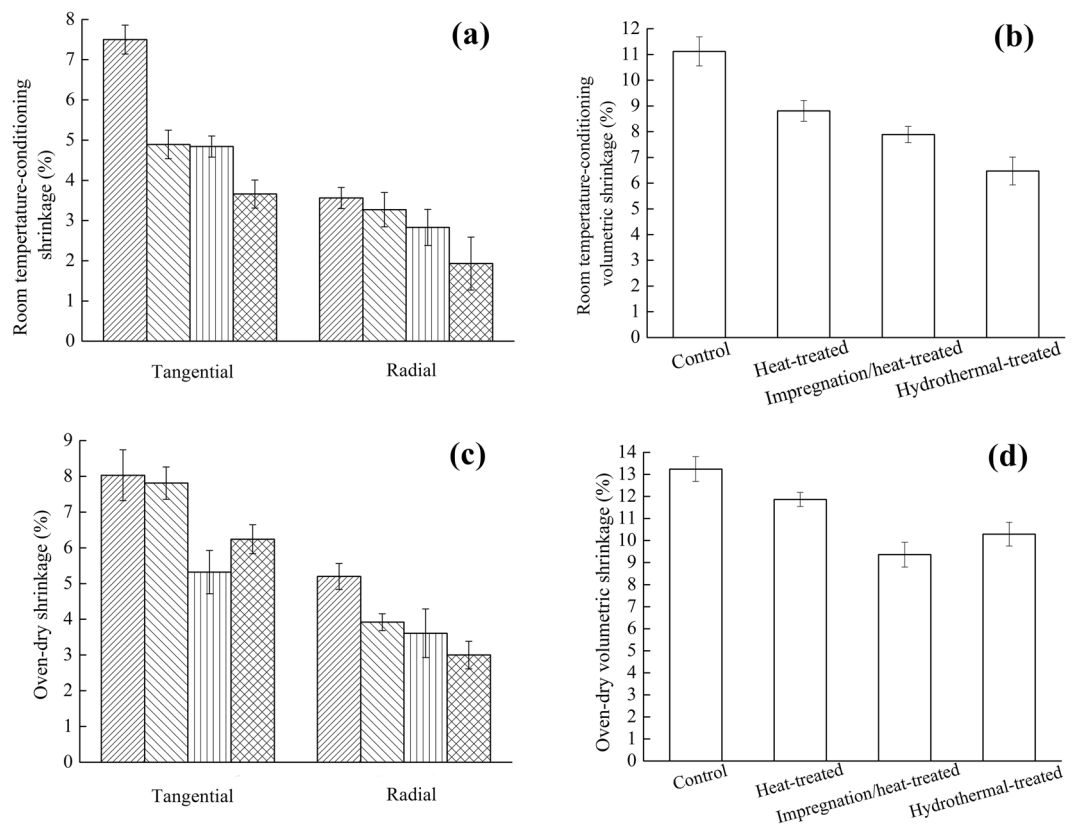 (a)
Room tempertature-conditioning
shrinkage (%)
8
7
6
5
4
3
2
1
0
Tangential
Radial
(b)
Room tempertature-conditioning
volumetric shrinkage (%)
12
11
10
9
8
7
6
5
4
3
2
1
0
Control
Heat-treated
Impregnation/heat-treated
Hydrothermal-treated
(c)
Oven-dry shrinkage (%)
9
8
7
6
5
4
3
2
1
0
Tangential
Radial
(d)
Oven-dry volumetric shrinkage (%)
14
13
12
11
10
9
8
7
6
5
4
3
2
1
0
Control
Heat-treated
Impregnation/heat-treated
Hydrothermal-treated